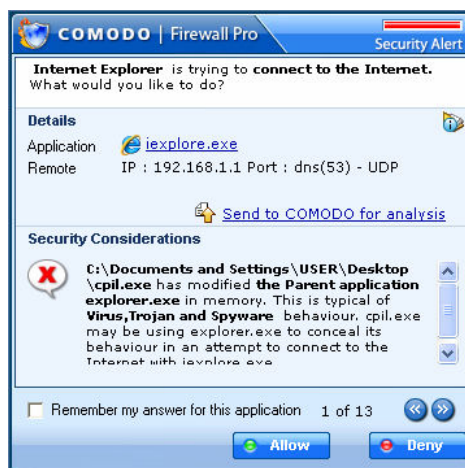 COMODO | Firewall Pro
Security Alert
Internet Explorer is trying to connect to the Internet.
What would you like to do?
Details
Application iexplore.exe
Remote IP : 192.168.1.1 Port : dns(53) - UDP
Send to COMODO for analysis
Security Considerations
C:\Documents and Settings\USER\Desktop
\cpil.exe has modified the Parent application
explorer.exe in memory. This is typical of
Virus,Trojan and Spyware behaviour. cpil.exe
may be using explorer.exe to conceal its
behaviour in an attempt to connect to the
Internet with iexplore.exe
Remember my answer for this application 1 of 13
Allow Deny